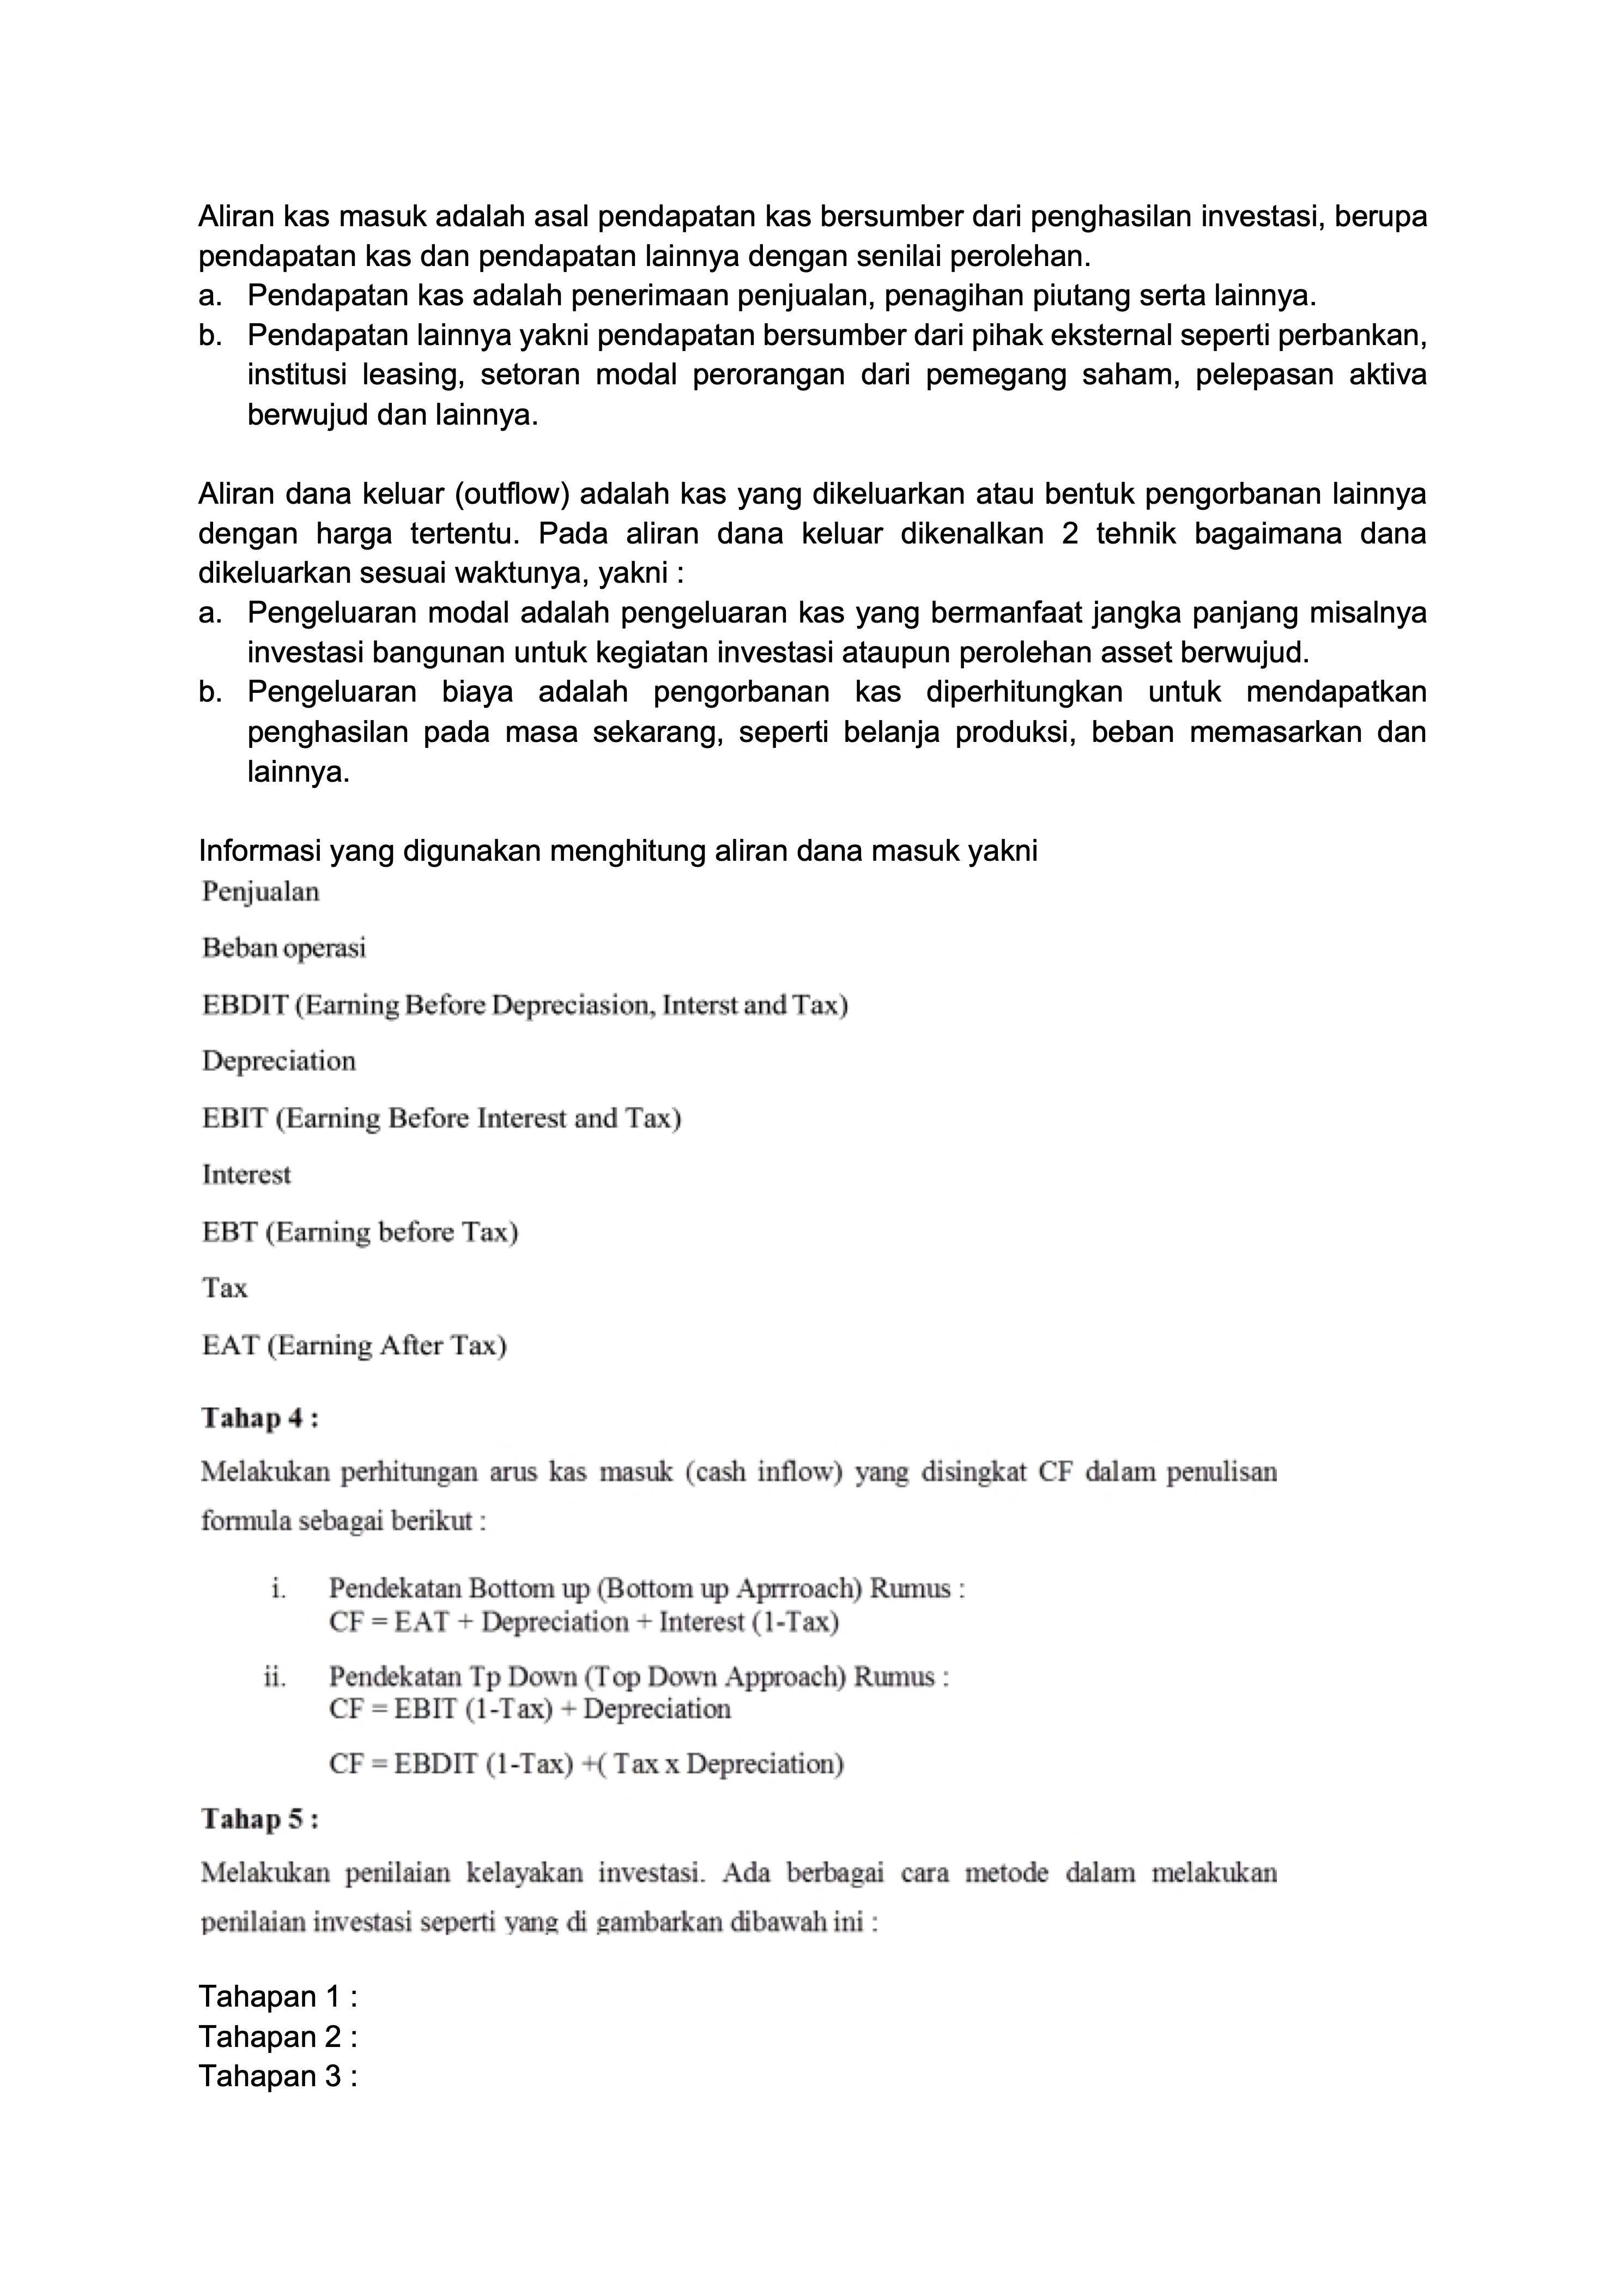 Aliran kas masuk adalah asal pendapatan kas bersumber dari penghasilan investasi, berupa
pendapatan kas dan pendapatan lainnya dengan senilai perolehan.
a. Pendapatan kas adalah penerimaan penjualan, penagihan piutang serta lainnya.
b. Pendapatan lainnya yakni pendapatan bersumber dari pihak eksternal seperti perbankan,
institusi leasing, setoran modal perorangan dari pemegang saham, pelepasan aktiva
berwujud dan lainnya.
Aliran dana keluar (outflow) adalah kas yang dikeluarkan atau bentuk pengorbanan lainnya
dengan harga tertentu. Pada aliran dana keluar dikenalkan 2 tehnik bagaimana dana
dikeluarkan sesuai waktunya, yakni :
a. Pengeluaran modal adalah pengeluaran kas yang bermanfaat jangka panjang misalnya
investasi bangunan untuk kegiatan investasi ataupun perolehan asset berwujud.
b. Pengeluaran biaya adalah pengorbanan kas diperhitungkan untuk mendapatkan
penghasilan pada masa sekarang, seperti belanja produksi, beban memasarkan dan
lainnya.
Informasi yang digunakan menghitung aliran dana masuk yakni
Penjualan
Beban operasi
EBDIT (Earning Before Depreciasion, Interst and Tax)
Depreciation
EBIT (Earning Before Interest and Tax)
Interest
EBT (Earning before Tax)
Tax
EAT (Earning After Tax)
Tahap 4 :
Melakukan perhitungan arus kas masuk (cash inflow) yang disingkat CF dalam penulisan
formula sebagai berikut :
i. Pendekatan Bottom up (Bottom up Aprrroach) Rumus :
CF = EAT + Depreciation + Interest (1-Tax)
ii. Pendekatan Tp Down (Top Down Approach) Rumus :
CF = EBIT (1-Tax) + Depreciation
CF = EBDIT (1-Tax) +( Tax x Depreciation)
Tahap 5 :
Melakukan penilaian kelayakan investasi. Ada berbagai cara metode dalam melakukan
penilaian investasi seperti yang di gambarkan dibawah ini :
Tahapan 1 :
Tahapan 2 :
Tahapan 3 :